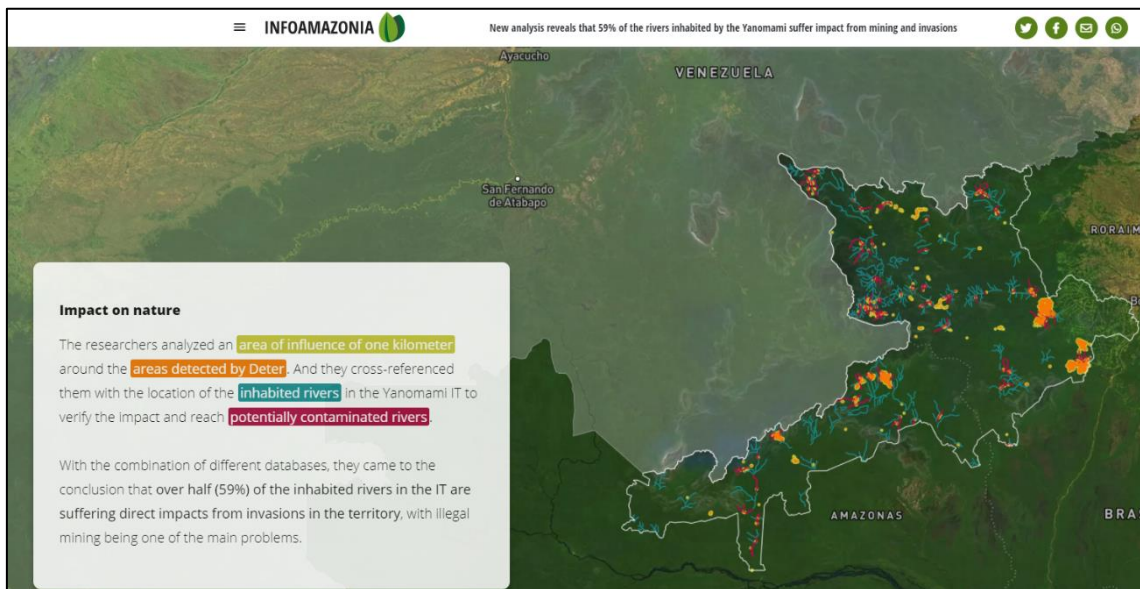 INFOAMAZONIA
New analysis reveals that 59% of the rivers inhabited by the Yanomami suffer impact from mining and invasions
Ayacucho
VENEZUELA
San Fernando
de Atabapo
RORAIM
Impact on nature
The researchers analyzed an area of influence of one kilometer
around the areas detected by Deter. And they cross-referenced
them with the location of the inhabited rivers in the Yanomami IT to
verify the impact and reach potentially contaminated rivers.
With the combination of different databases, they came to the
conclusion that over half (59%) of the inhabited rivers in the IT are
suffering direct impacts from invasions in the territory, with illegal
mining being one of the main problems.
AMAZONAS
BRAS